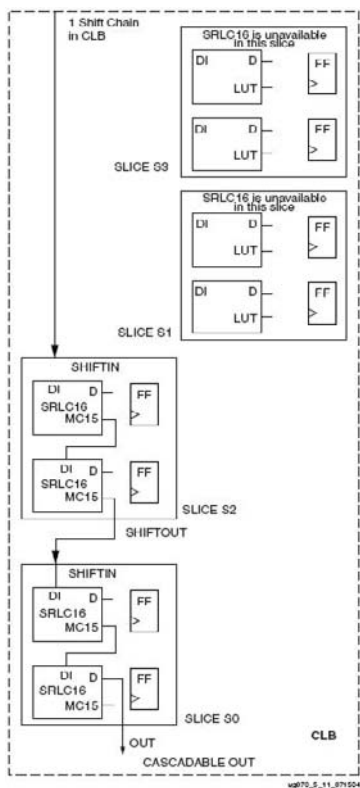 1 Shift Chain
in CLB
SRLC16 is unavailable
in this slice
DI D
LUT
FF
DI D
LUT
FF
SLICE S3
SRLC16 is unavailable
in this slice
DI D
LUT
FF
DI D
LUT
FF
SLICE S1
SHIFTIN
DI D
SRLC16
MC15
FF
DI D
SRLC16
MC15
FF
SLICE S2
SHIFTOUT
SHIFTIN
DI D
SRLC16
MC15
FF
DI D
SRLC16
MC15
FF
SLICE S0
OUT
CLB
CASCADABLE OUT
ug070_5_11_071504